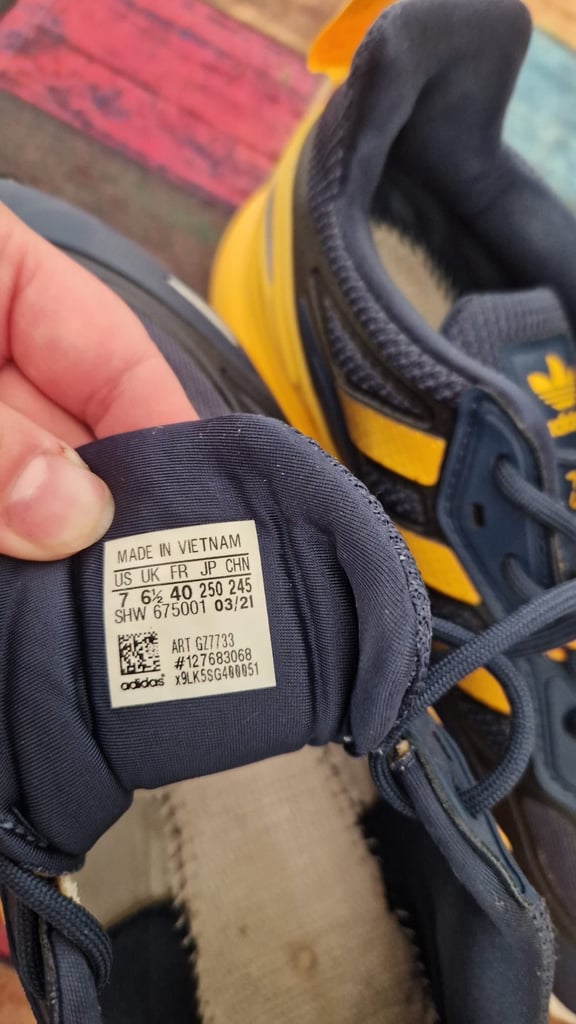 MADE IN VIETNAM
US UK FR JP CHN
7 6½ 40 250 245
SHW 675001 03/21
ART GZ7733
#127683068
x9LK5SG400051
adidas